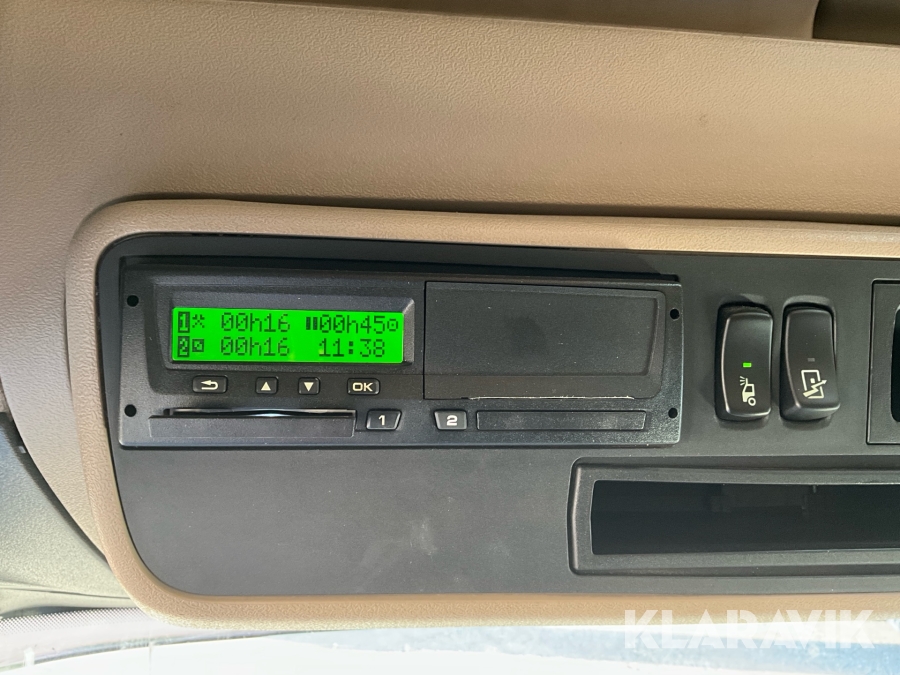 1 00h16 00h45
2 00h16 11:38
OK
1 2
KLARAVIK